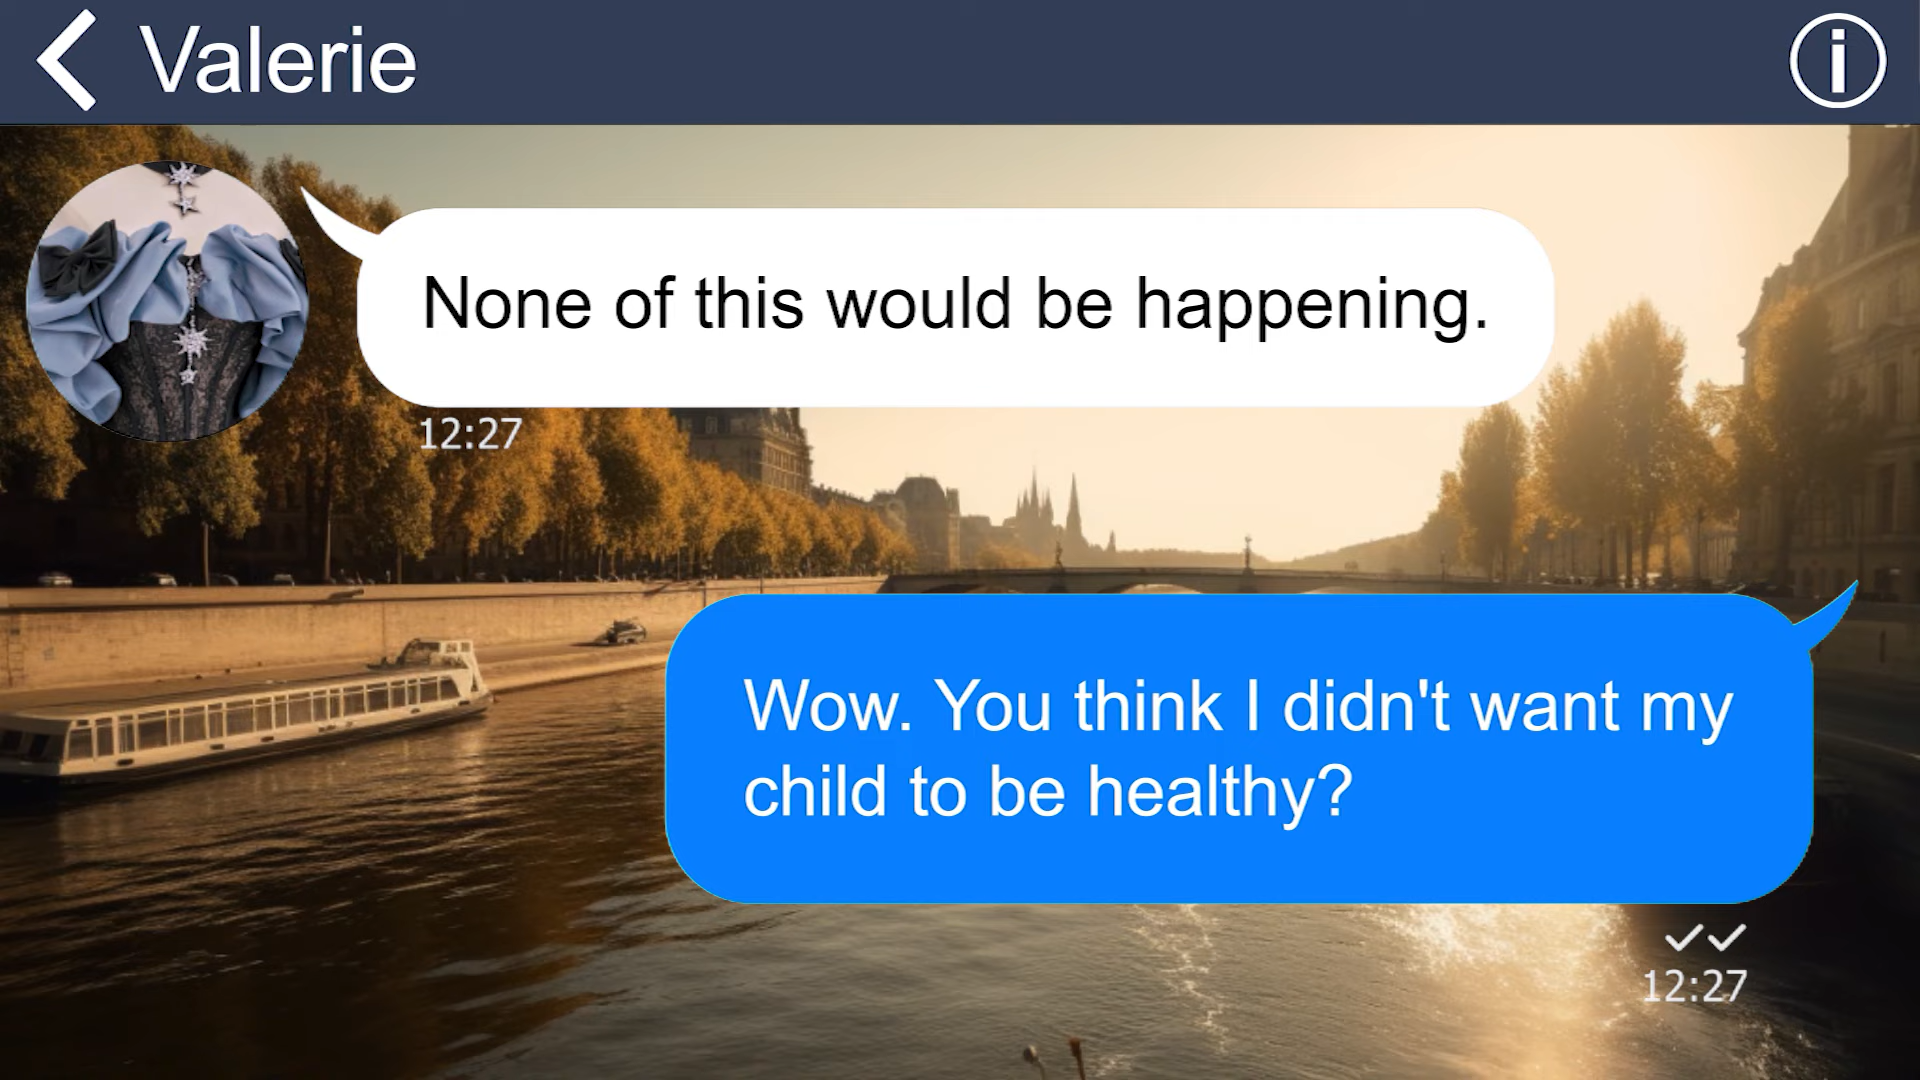 Valerie
None of this would be happening.
12:27
Wow. You think I didn't want my
child to be healthy?
12:27